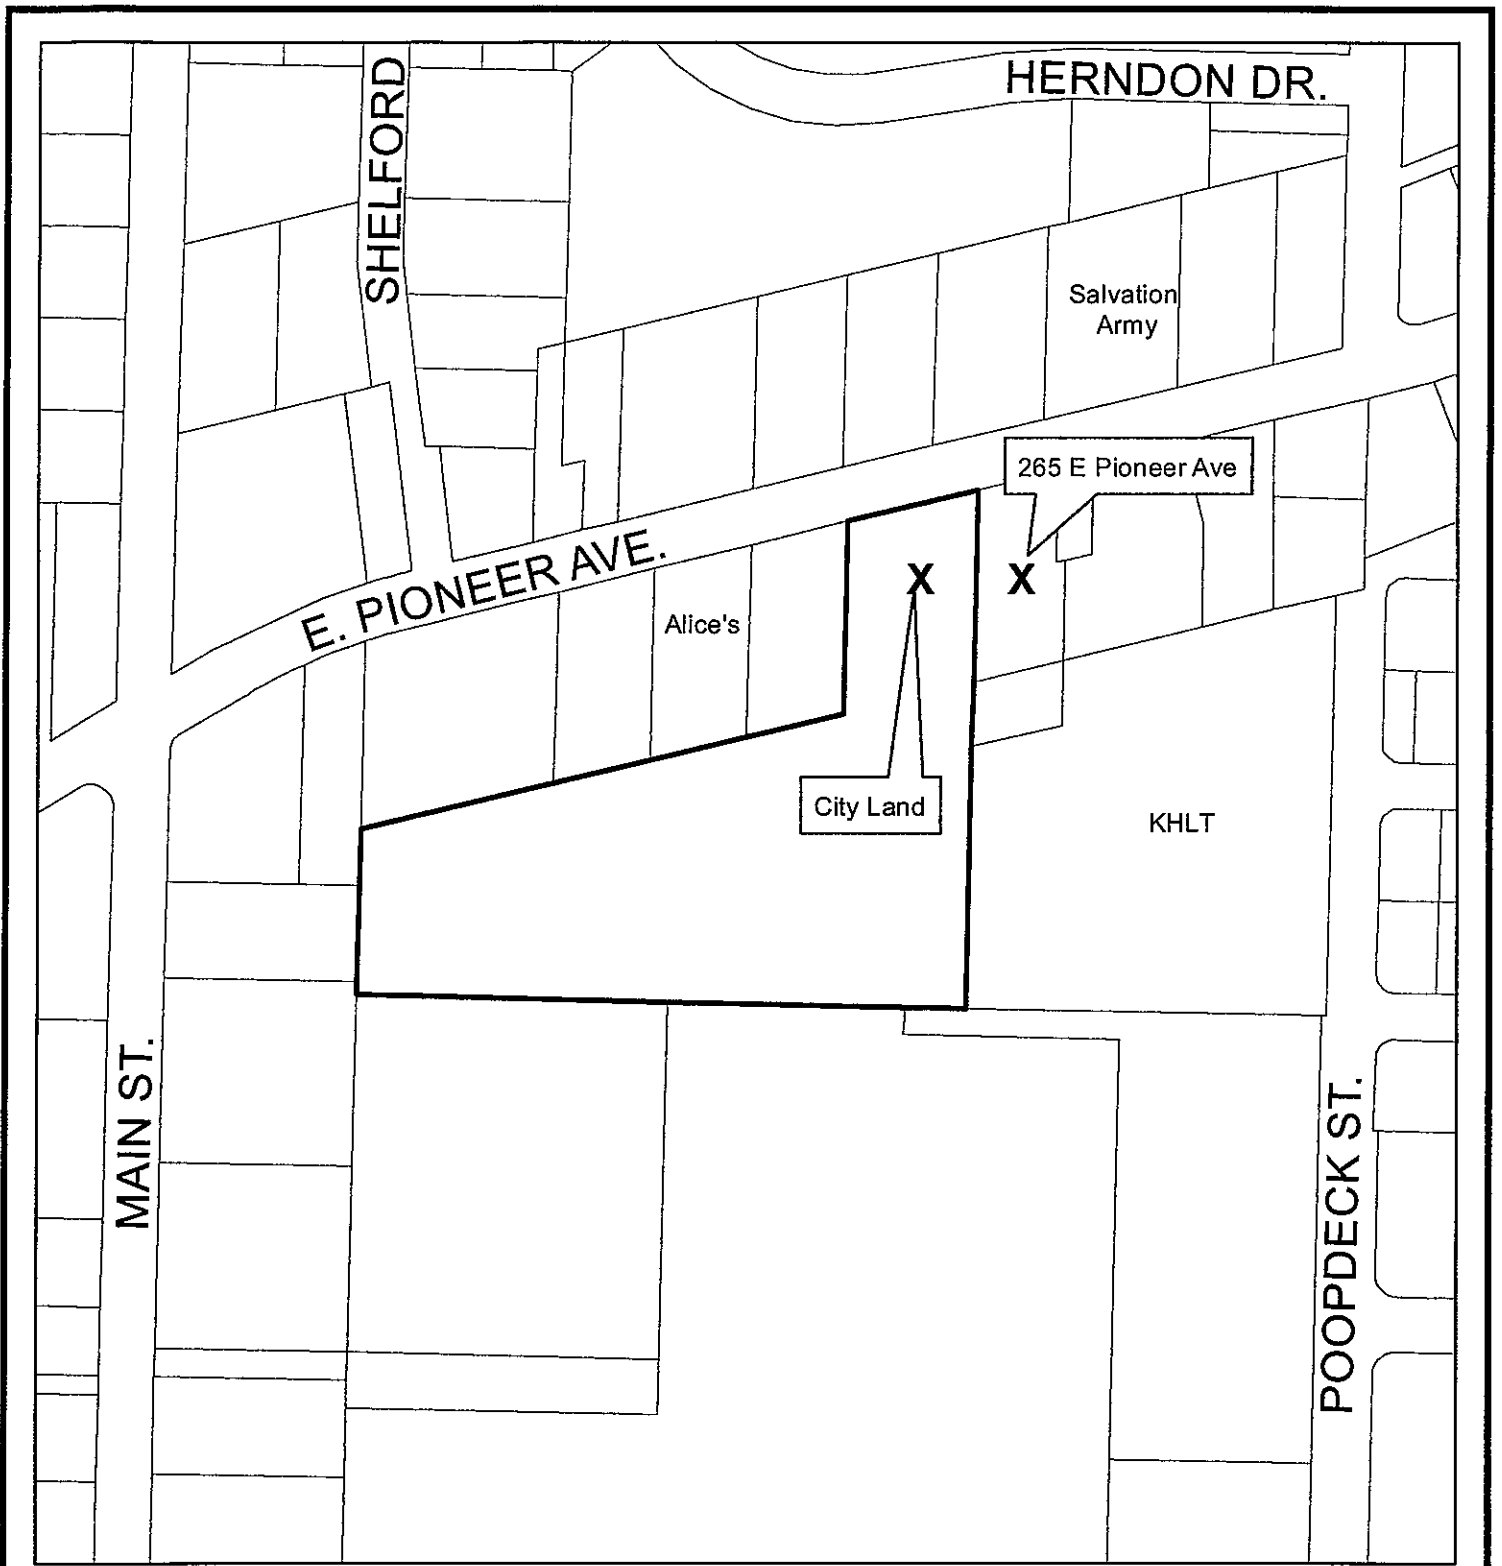 HERNDON DR.
SHELFORD
Salvation
Army
265 E Pioneer Ave
X
X
E. PIONEER AVE.
Alice's
City Land
KHLT
MAIN ST.
POOPDECK ST.